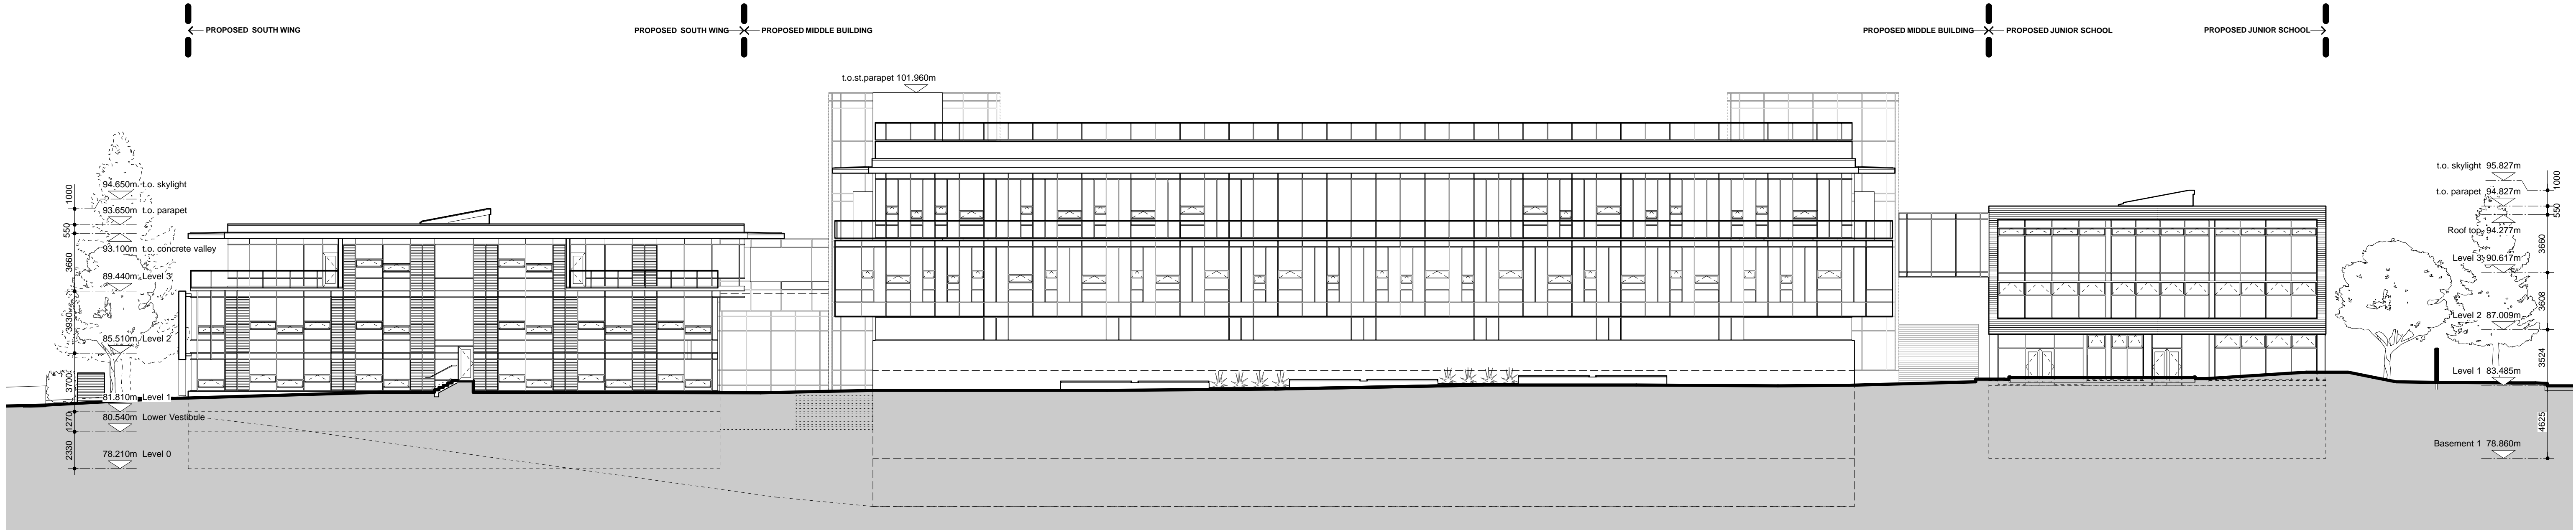 PROPOSED SOUTH WING
PROPOSED SOUTH WING
PROPOSED MIDDLE BUILDING
PROPOSED MIDDLE BUILDING
PROPOSED JUNIOR SCHOOL
PROPOSED JUNIOR SCHOOL
t.o.st.parapet 101.960m
94.650m t.o. skylight
93.650m t.o. parapet
93.100m t.o. concrete valley
89.440m Level 3
85.510m Level 2
81.810m Level 1
80.540m Lower Vestibule
78.210m Level 0
1000
550
3660
3930
3700
1270
2330
t.o. skylight 95.827m
t.o. parapet 94.827m
Roof top 94.277m
Level 3 90.617m
Level 2 87.009m
Level 1 83.485m
Basement 1 78.860m
1000
550
3660
3608
3524
4625